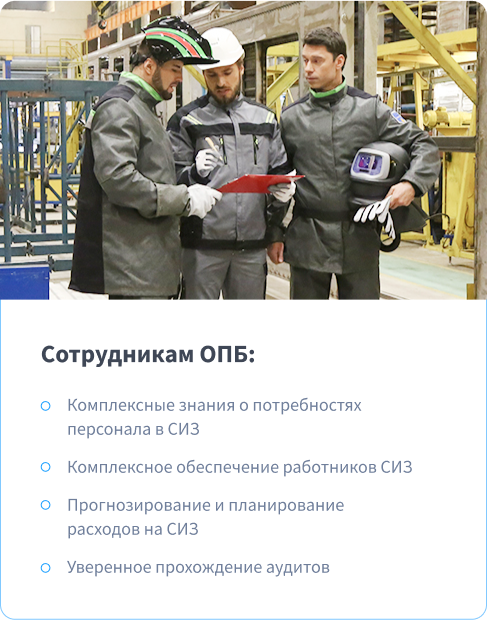 Сотрудникам ОПБ:
Комплексные знания о потребностях
персонала в СИЗ
Комплексное обеспечение работников СИЗ
Прогнозирование и планирование
расходов на СИЗ
Уверенное прохождение аудитов